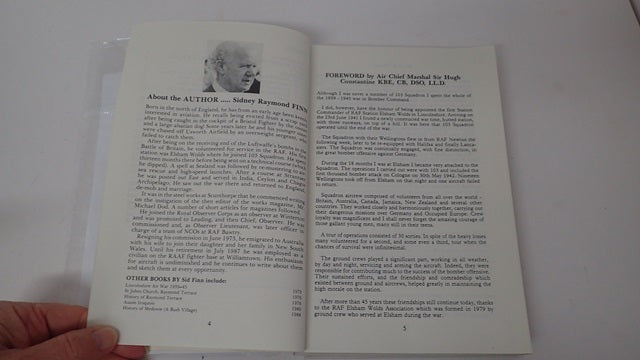 About the AUTHOR ..... Sidney Raymond FINN
Born in the north of England, he has from an early age been keenly
interested in aviation. He recalls being evicted from a scrap yard
after being caught in the cockpit of a Bristol Fighter by the owner
and a large alsatian dog! Some years later he and his younger brother
were chased off Usworth Airfield by an overweight sergeant who
failed to catch them.
After being on the receiving end of the Luftwaffe's bombs in the
Battle of Britain, he volunteered for service in the RAF. His first
station was Elsham Wolds where he joined 103 Squadron. He spent
thirteen months there before being sent on a technical course
he was posted out East and served in India, Ceylon and
Archipelago; He saw out the war there and returned to England
de-mob and marriage.
It was in the steel works at Scunthorpe that he commenced writing
on the instigation of the then editor of the works magazine, Mr
Michael Dod. A number of short articles for magazines followed.
He joined the Royal Observer Corps as an observer at Winterton
and was promoted to Leading, and then Chief, Observer. He was
commissioned and, as Observer Lieutenant, was later officer in
charge of a team of NCOs at RAF Buxtry.
Resigning his commission in June 1975, he emigrated to Australia
with his wife to join their daughter and her family in New South
Wales. Until his retirement in July 1987 he was employed as a
civilian on the RAAF fighter base at Williamtown. His enthusiasm
for aircraft is undiminished and he continues to write about them
and sketch them at every opportunity.
OTHER BOOKS BY Sid Finn include:
Lincolnshire Air War 1939-45
St Johns Church, Raymond Terrace
History of Raymond Terrace
History of Medowie (A Bush Village)
4
FOREWORD by Air Chief Marshal Sir Hugh
Constantine KBE, CB, DSO, LL.D.
Although I was never a member of 103 Squadron I spent the whole of
the 1939 - 1945 war in Bomber Command.
I did, however, have the honour of being appointed the first Station
Commander of RAF Station Elsham Wolds in Lincolnshire. Arriving on
the 23rd June 1941 I found a newly constructed war time, hutted station,
with three runways, on top of a hill. It was here that 103 Squadron
operated until the end of the war.
The Squadron with their Wellingtons flew in from RAF Newton the
following week, later to be re-equipped with Halifax and finally Lanca-
sters. The Squadron was continually engaged, with fine distinction, in
the great bomber offensive against Germany.
During the 18 months I was at Elsham I became very attached to the
Squadron. The operations I carried out were with 103 and included the
first thousand bomber attack on Cologne on 30th May 1942. Nineteen
Wellingtons took off from Elsham on that night and one aircraft failed
to return.
Squadron aircrew comprised of volunteers from all over the world -
Britain, Australia, Canada, Jamaica, New Zealand and several other
countries. They worked closely and harmoniously together, carrying out
their dangerous missions over Germany and Occupied Europe. Crew
loyalty was magnificent and I shall never forget the amazing courage of
those gallant young men, many still in their teens.
A tour of operations consisted of 30 sorties. In spite of the heavy losses
many volunteered for a second, and some even a third, tour when the
chances of survival were infinitesimal.
The ground crews played a significant part, working in all weather,
by day and night, servicing and arming the aircraft. Indeed, they were
responsible for contributing much to the success of the bomber offensive.
Their sustained efforts, and the friendship and comradeship which
existed between ground and aircrews, helped greatly in maintaining the
high morale on the station.
After more than 45 years these friendships still continue today, thanks
to the RAF Elsham Wolds Association which was formed in 1979 by
ground crew who served at Elsham during the war.
5